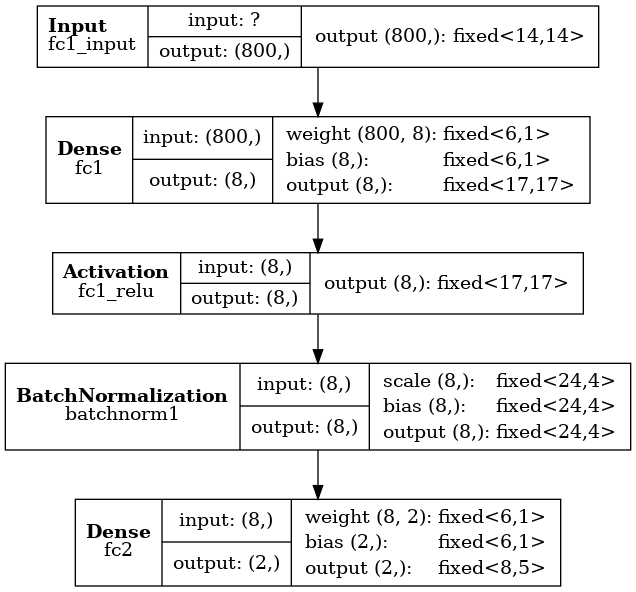 Input
fc1_input
input: ?
output: (800,)
output (800,): fixed<14,14>
Dense
fc1
input: (800,)
output: (8,)
weight (800, 8): fixed<6,1>
bias (8,): fixed<6,1>
output (8,): fixed<17,17>
Activation
fc1_relu
input: (8,)
output: (8,)
output (8,): fixed<17,17>
BatchNormalization
batchnorm1
input: (8,)
output: (8,)
scale (8,): fixed<24,4>
bias (8,): fixed<24,4>
output (8,): fixed<24,4>
Dense
fc2
input: (8,)
output: (2,)
weight (8, 2): fixed<6,1>
bias (2,): fixed<6,1>
output (2,): fixed<8,5>